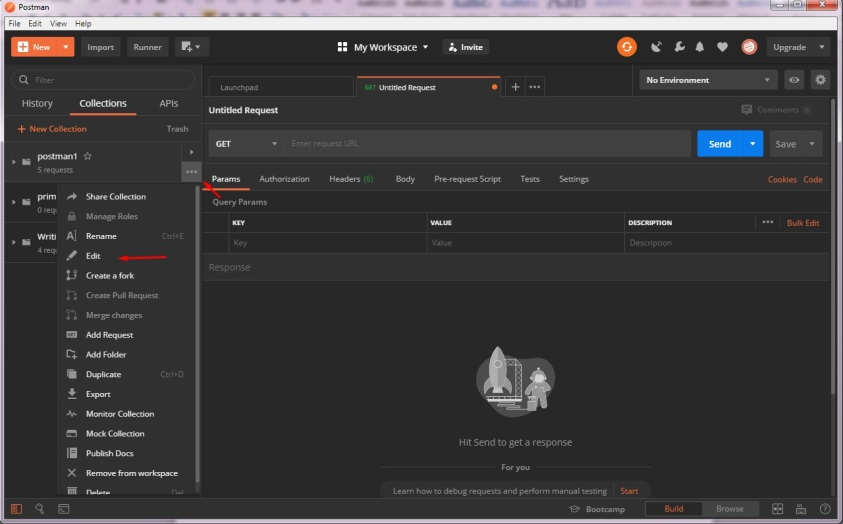 Postman
File Edit View Help
New Import Runner My Workspace Invite Upgrade
Filter
History Collections APIs
New Collection Trash
postman1
5 requests
prim
0 requ
Writi
4 requ
Share Collection
Manage Roles
Rename Ctrl+E
Edit
Create a fork
Create Pull Request
Merge changes
Add Request
Add Folder
Duplicate Ctrl+D
Export
Monitor Collection
Mock Collection
Publish Docs
Remove from workspace
Delete Del
Launchpad GET Untitled Request No Environment
Untitled Request Comments 0
GET Enter request URL Send Save
Params Authorization Headers (6) Body Pre-request Script Tests Settings Cookies Code
Query Params
KEY VALUE DESCRIPTION Bulk Edit
Key Value Description
Response
Hit Send to get a response
For you
Learn how to debug requests and perform manual testing Start
Bootcamp Build Browse